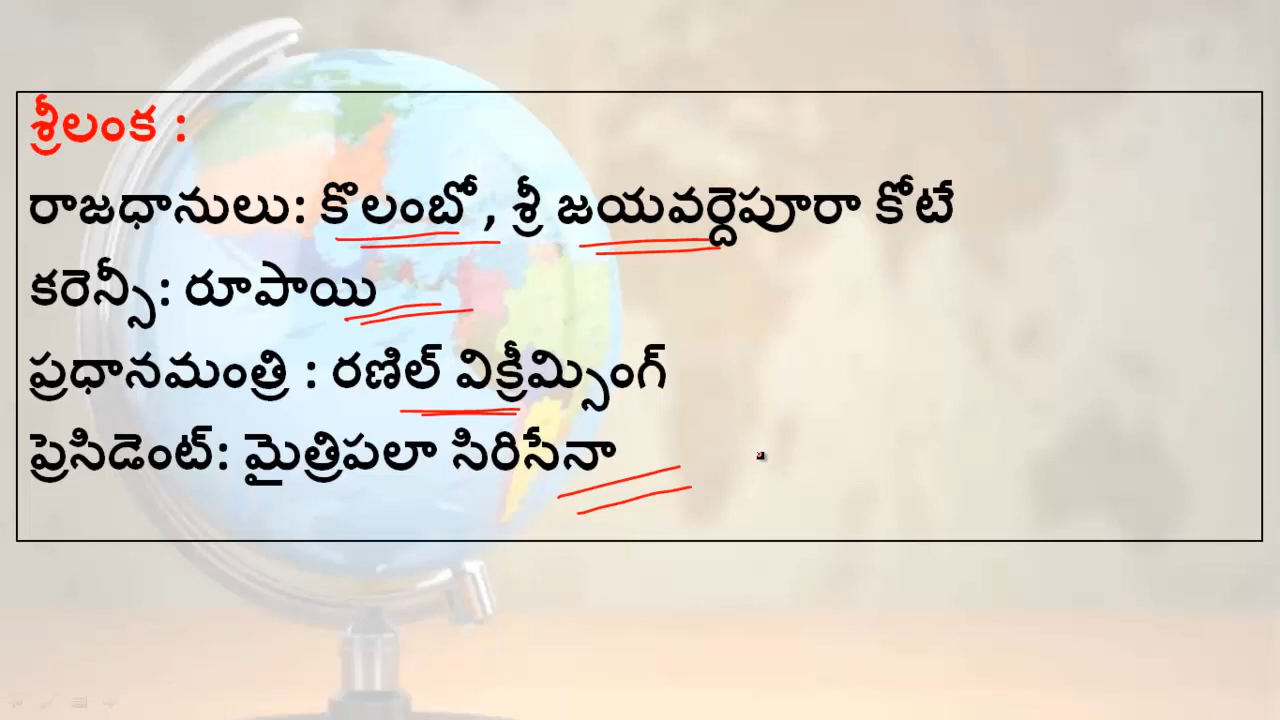 శ్రీలంక :
రాజధానులు: కొలంబో, శ్రీ జయవర్దెపూరా కోటే
కరెన్సీ: రూపాయి
ప్రధానమంత్రి : రణిల్ విక్రీమ్సింగ్
ప్రెసిడెంట్: మైత్రిపలా సిరిసేనా